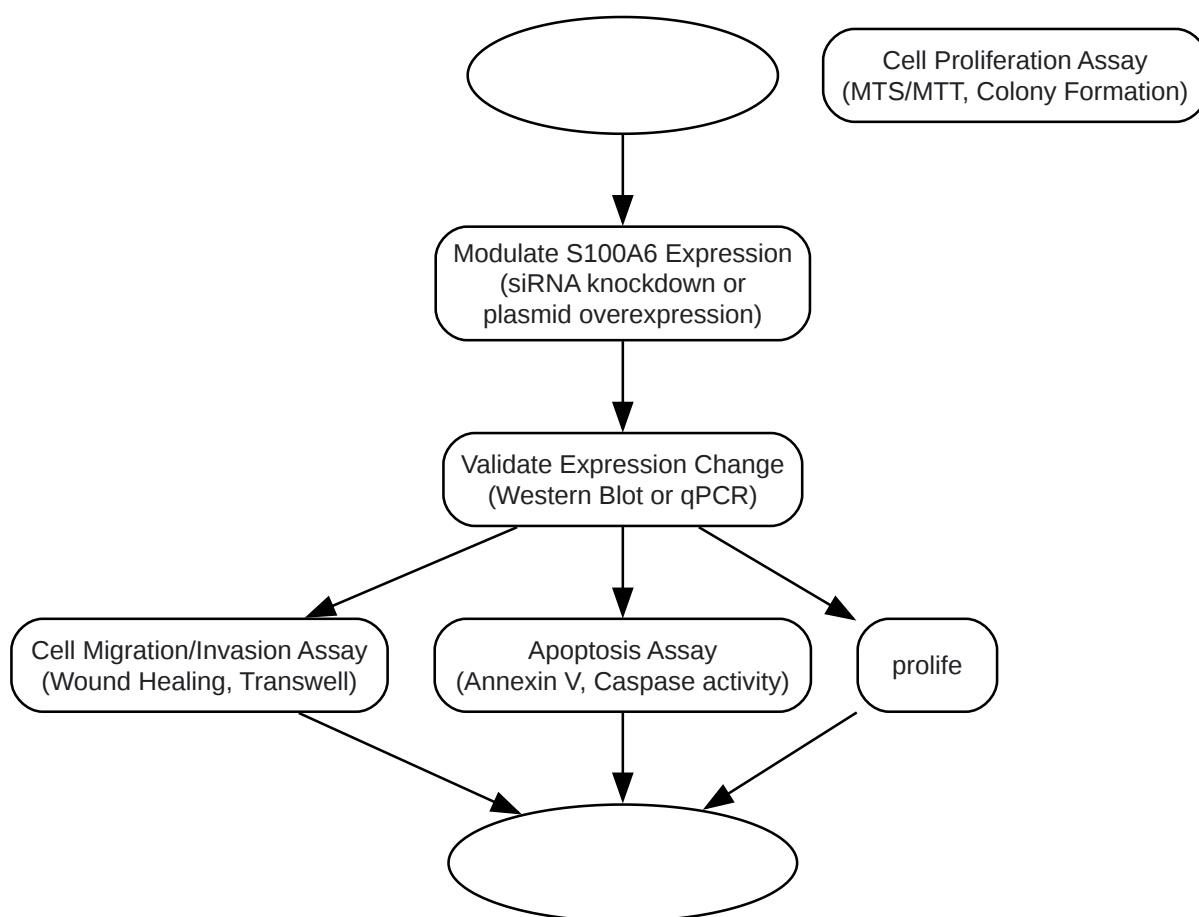 Cell Proliferation Assay
(MTS/MTT, Colony Formation)
Modulate S100A6 Expression
(siRNA knockdown or
plasmid overexpression)
Validate Expression Change
(Western Blot or qPCR)
Cell Migration/Invasion Assay
(Wound Healing, Transwell)
Apoptosis Assay
(Annexin V, Caspase activity)
prolife